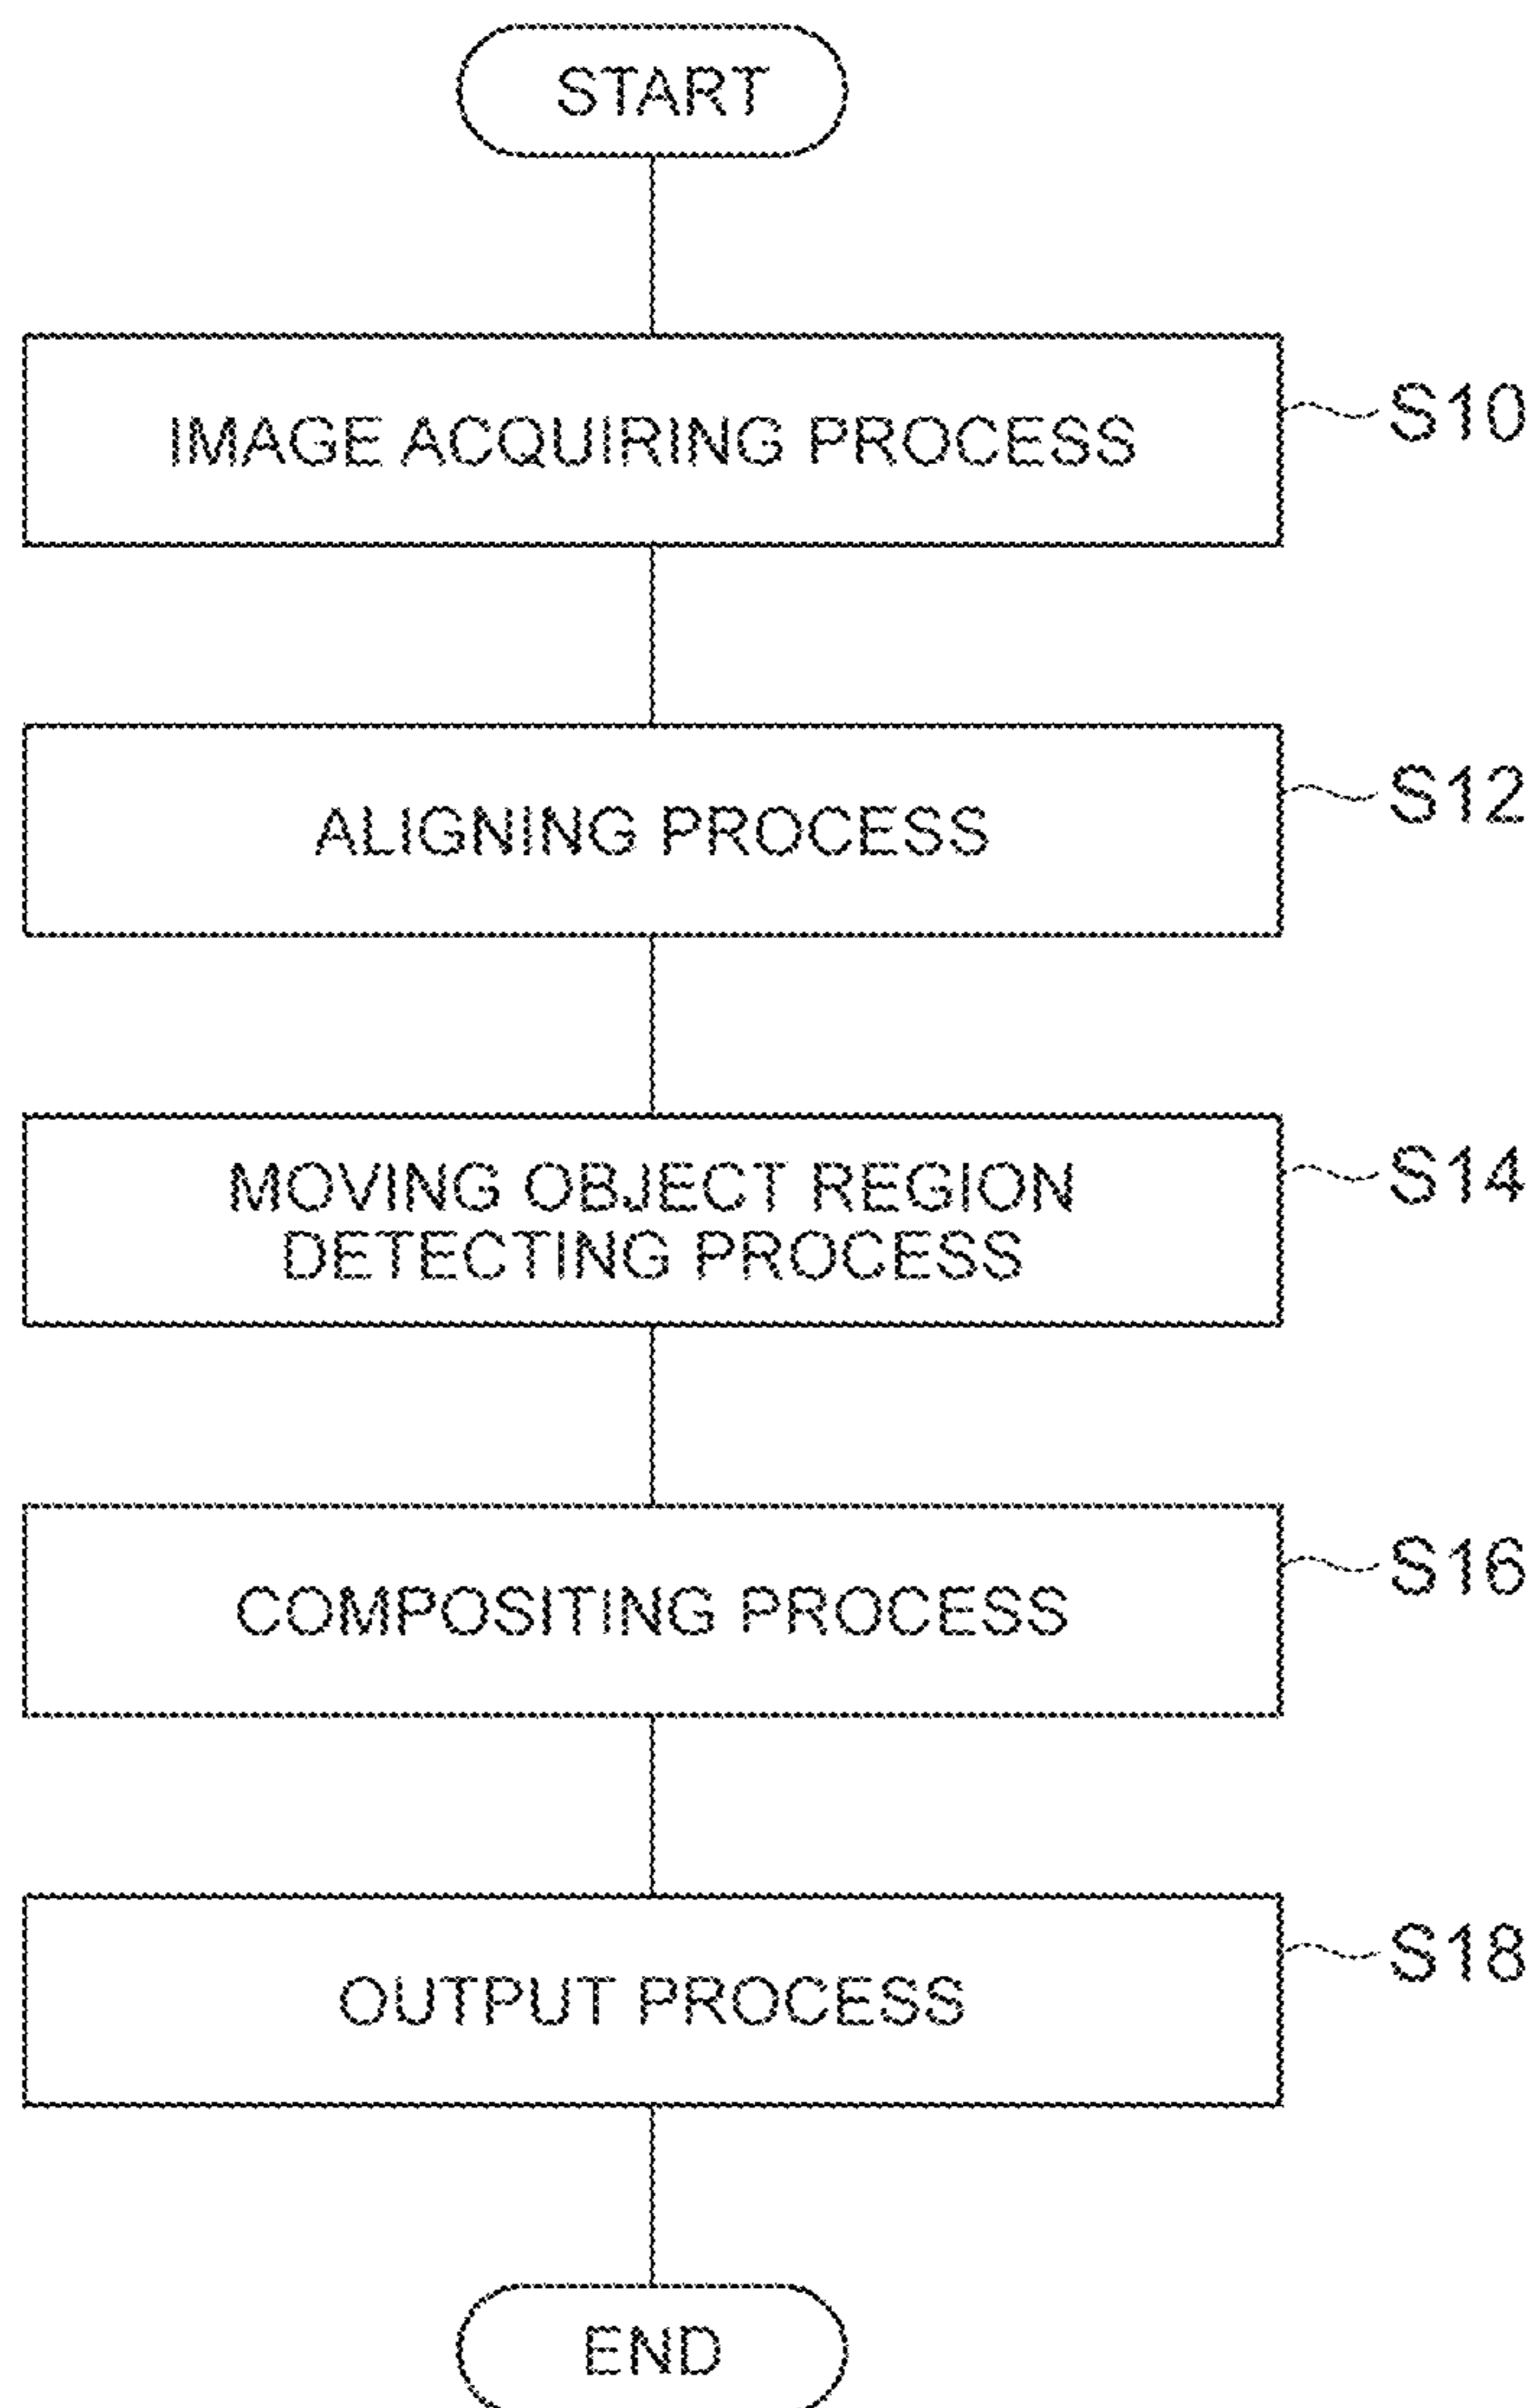 START
IMAGE ACQUIRING PROCESS
S10
ALIGNING PROCESS
S12
MOVING OBJECT REGION
DETECTING PROCESS
S14
COMPOSITING PROCESS
S16
OUTPUT PROCESS
S18
END